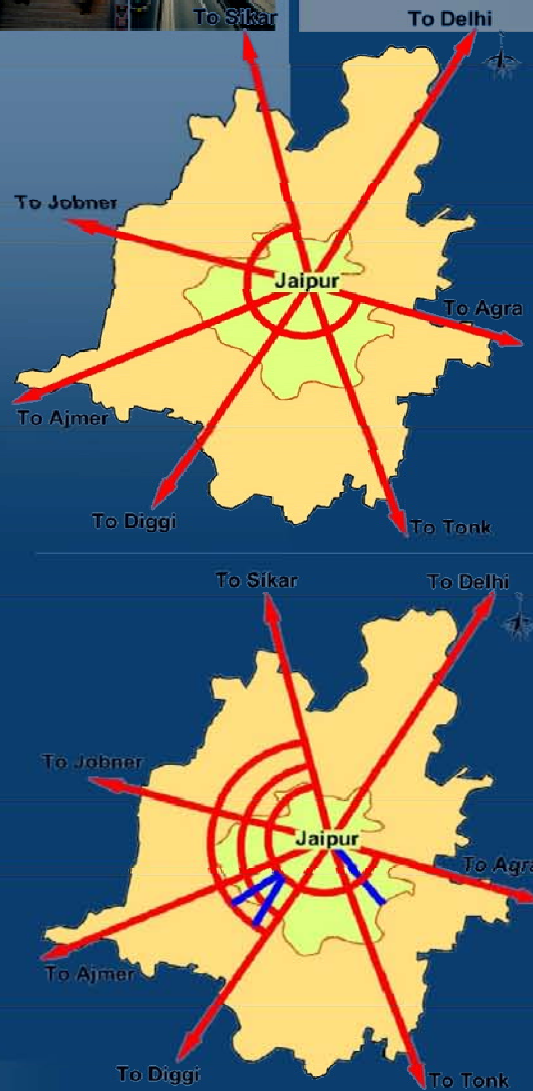 To Sikar
To Delhi
To Jobner
Jaipur
To Agra
To Ajmer
To Diggi
To Tonk
To Sikar
To Delhi
To Jobner
Jaipur
To Agra
To Ajmer
To Diggi
To Tonk